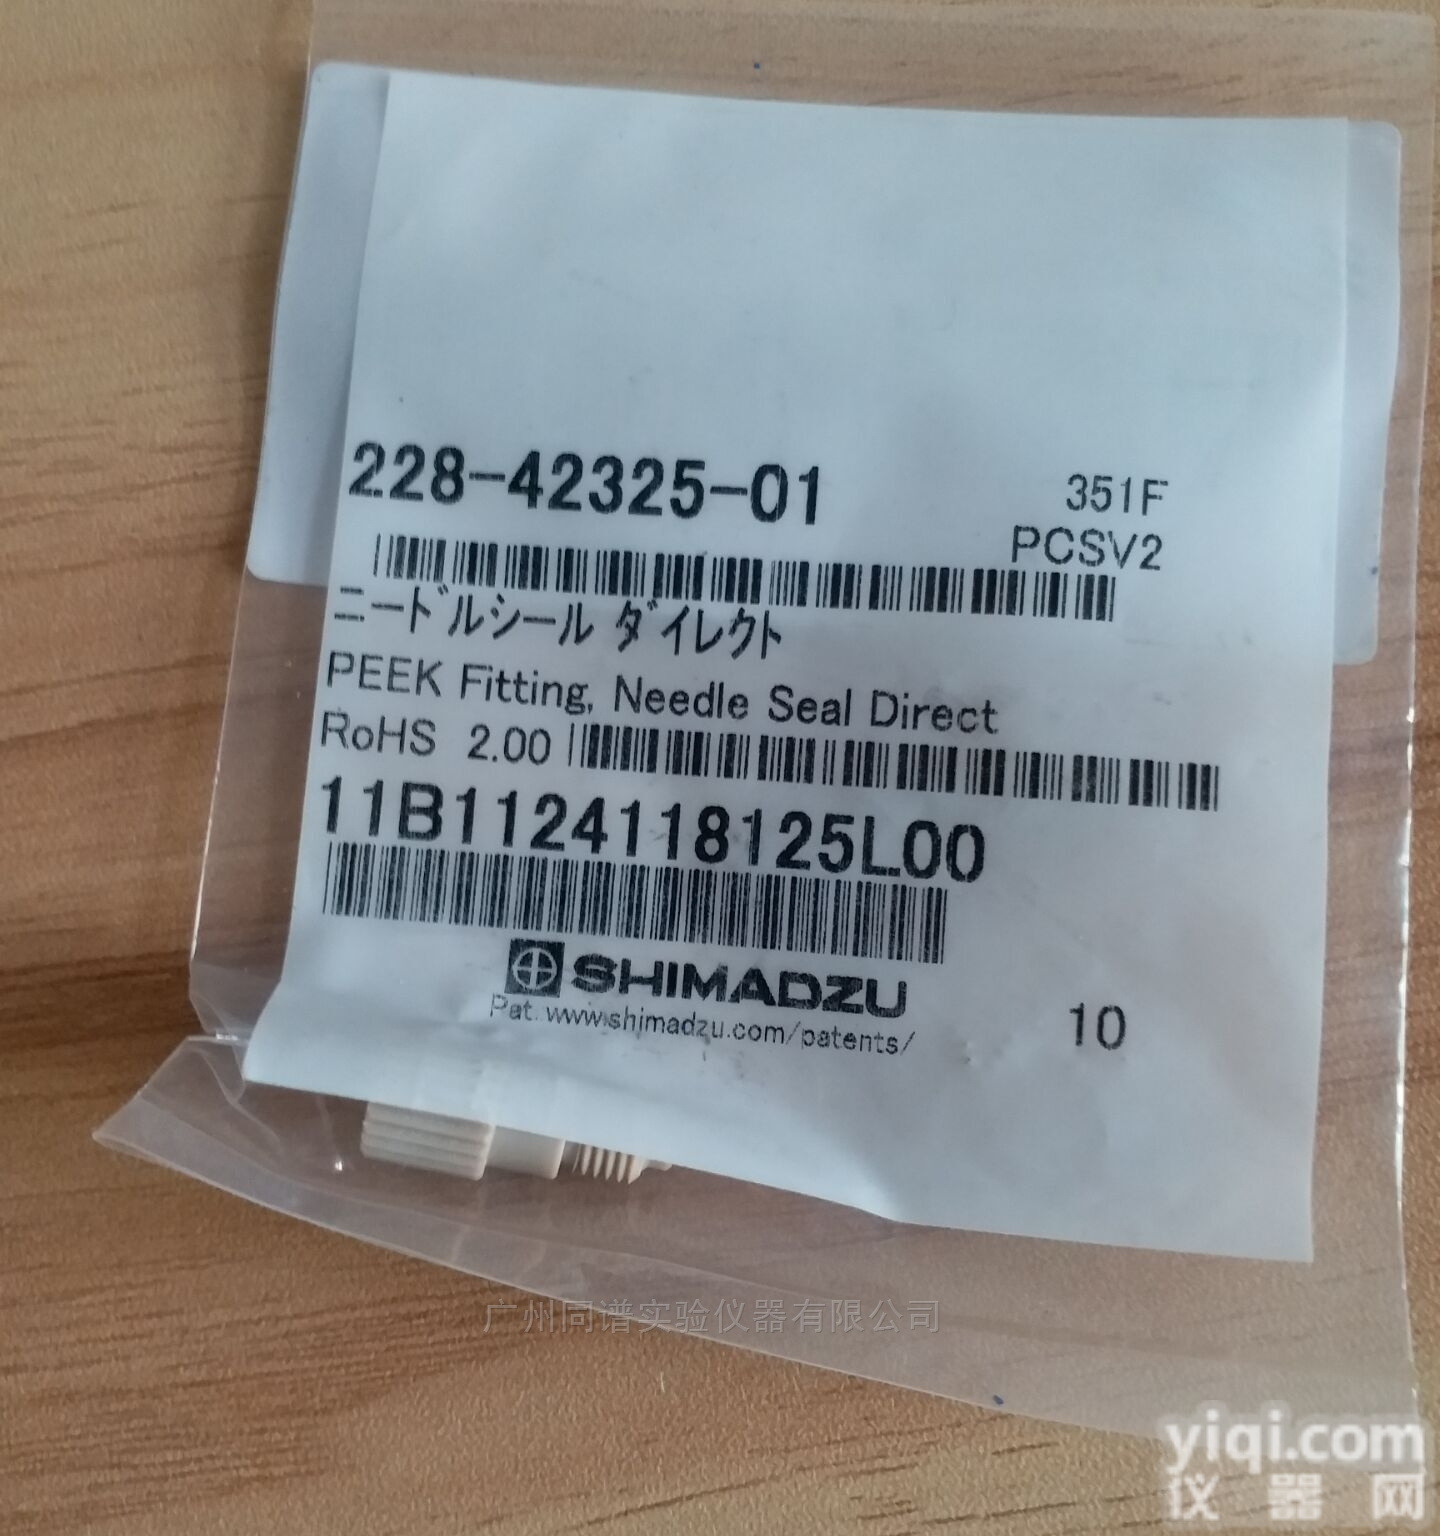 228-42325-01
351F
PCSV2
ニードルシール ダイレクト
PEEK Fitting, Needle Seal Direct
RoHS 2.00
11B1124118125L00
SHIMADZU
Pat. www.shimadzu.com/patents/
10
广州同谱实验仪器有限公司
yiqi.com
仪器网